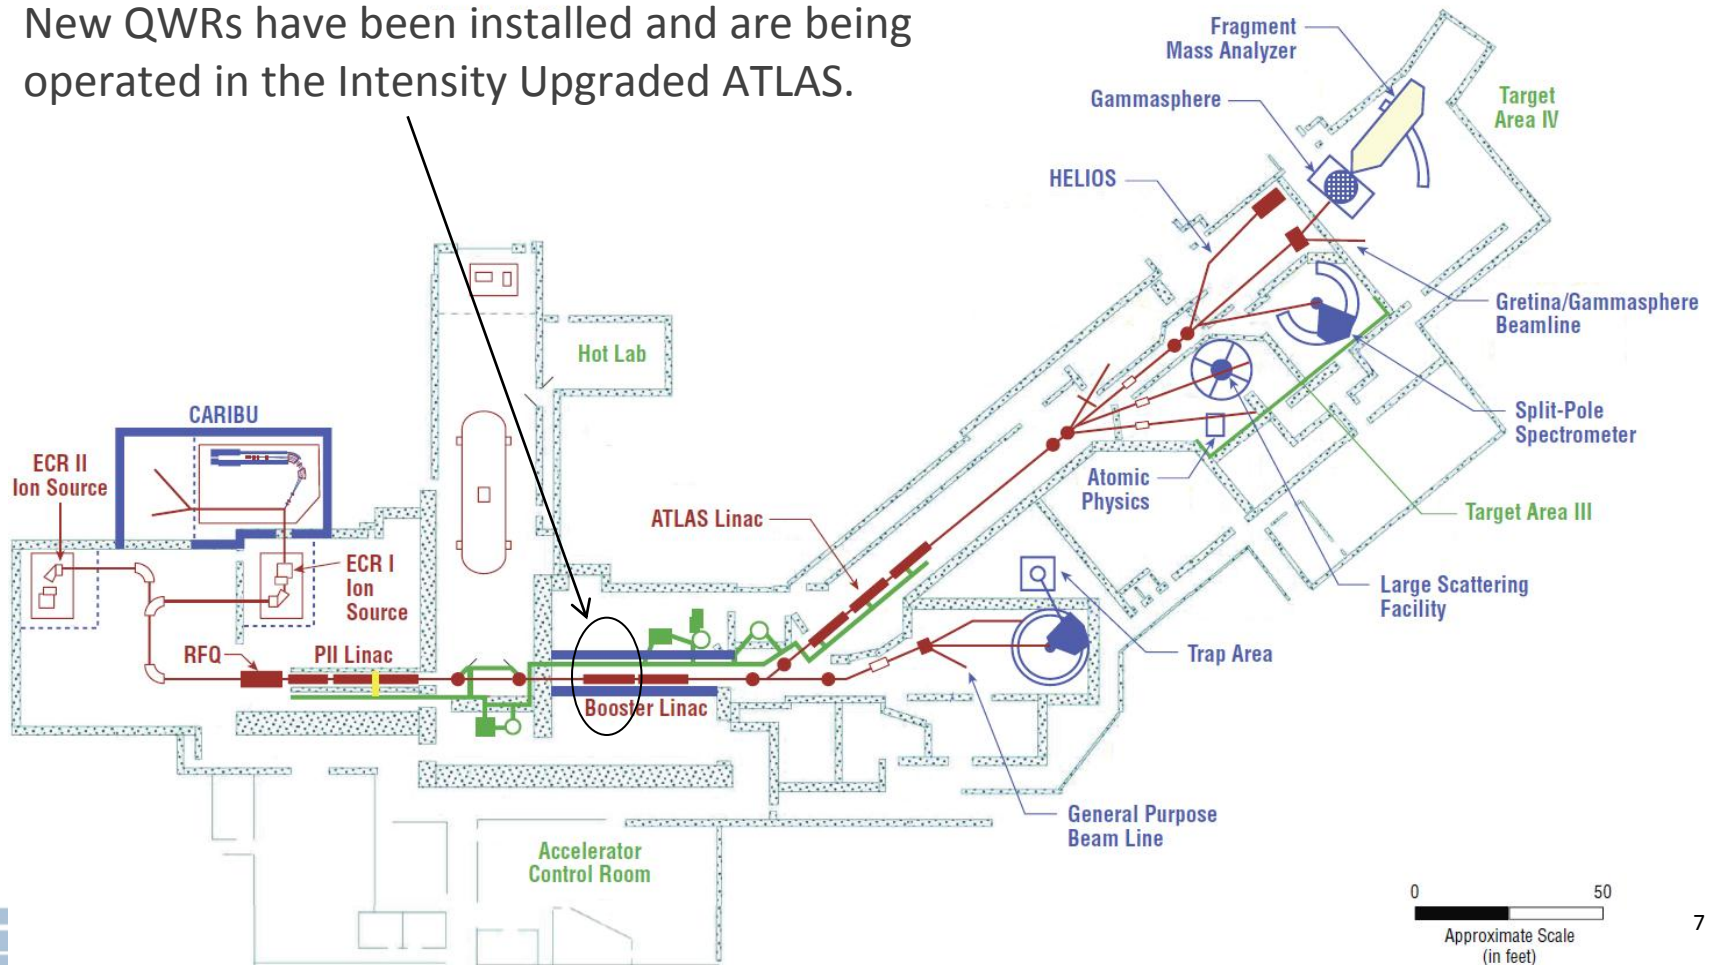 New QWRs have been installed and are being
operated in the Intensity Upgraded ATLAS.
Fragment
Mass Analyzer
Gammasphere
Target
Area IV
HELIOS
Gretina/Gammasphere
Beamline
Hot Lab
CARIBU
Split-Pole
Spectrometer
ECR II
Ion Source
Atomic
Physics
ATLAS Linac
Target Area III
ECR I
Ion
Source
Large Scattering
Facility
RFQ
PII Linac
Trap Area
Booster Linac
General Purpose
Beam Line
Accelerator
Control Room
0 50
Approximate Scale
(in feet)
7